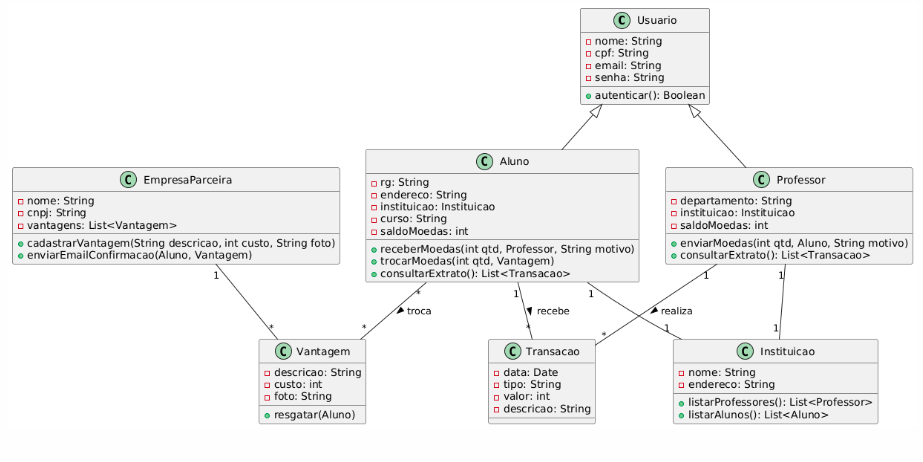 C Usuario
nome: String
cpf: String
email: String
senha: String
autenticar(): Boolean
C EmpresaParceira
nome: String
cnpj: String
vantagens: List<Vantagem>
cadastrarVantagem(String descricao, int custo, String foto)
enviarEmailConfirmacao(Aluno, Vantagem)
C Aluno
rg: String
endereco: String
instituicao: Instituicao
curso: String
saldoMoedas: int
receberMoedas(int qtd, Professor, String motivo)
trocarMoedas(int qtd, Vantagem)
consultarExtrato(): List<Transacao>
C Professor
departamento: String
instituicao: Instituicao
saldoMoedas: int
enviarMoedas(int qtd, Aluno, String motivo)
consultarExtrato(): List<Transacao>
1 * 1 1 1 1
troca recebe realiza
* * * * 1 1
C Vantagem
descricao: String
custo: int
foto: String
resgatar(Aluno)
C Transacao
data: Date
tipo: String
valor: int
descricao: String
C Instituicao
nome: String
endereco: String
listarProfessores(): List<Professor>
listarAlunos(): List<Aluno>